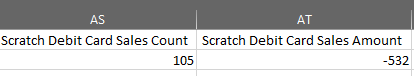 AS AT
Scratch Debit Card Sales Count Scratch Debit Card Sales Amount
105 -532